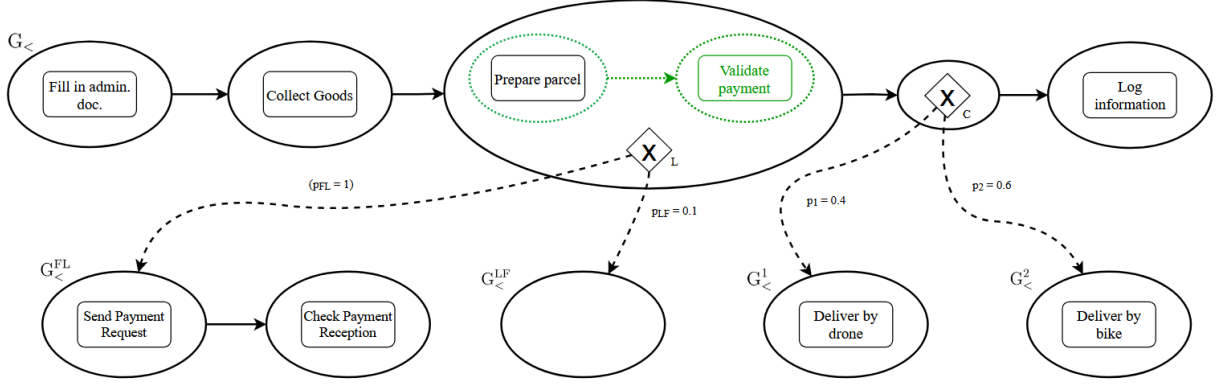 G<
Fill in admin.
doc.
Collect Goods
Prepare parcel
Validate
payment
X
L
X
C
Log
information
(pFL = 1)
pLF = 0.1
p1 = 0.4
p2 = 0.6
G<FL
Send Payment
Request
Check Payment
Reception
G<LF
G<1
Deliver by
drone
G<2
Deliver by
bike